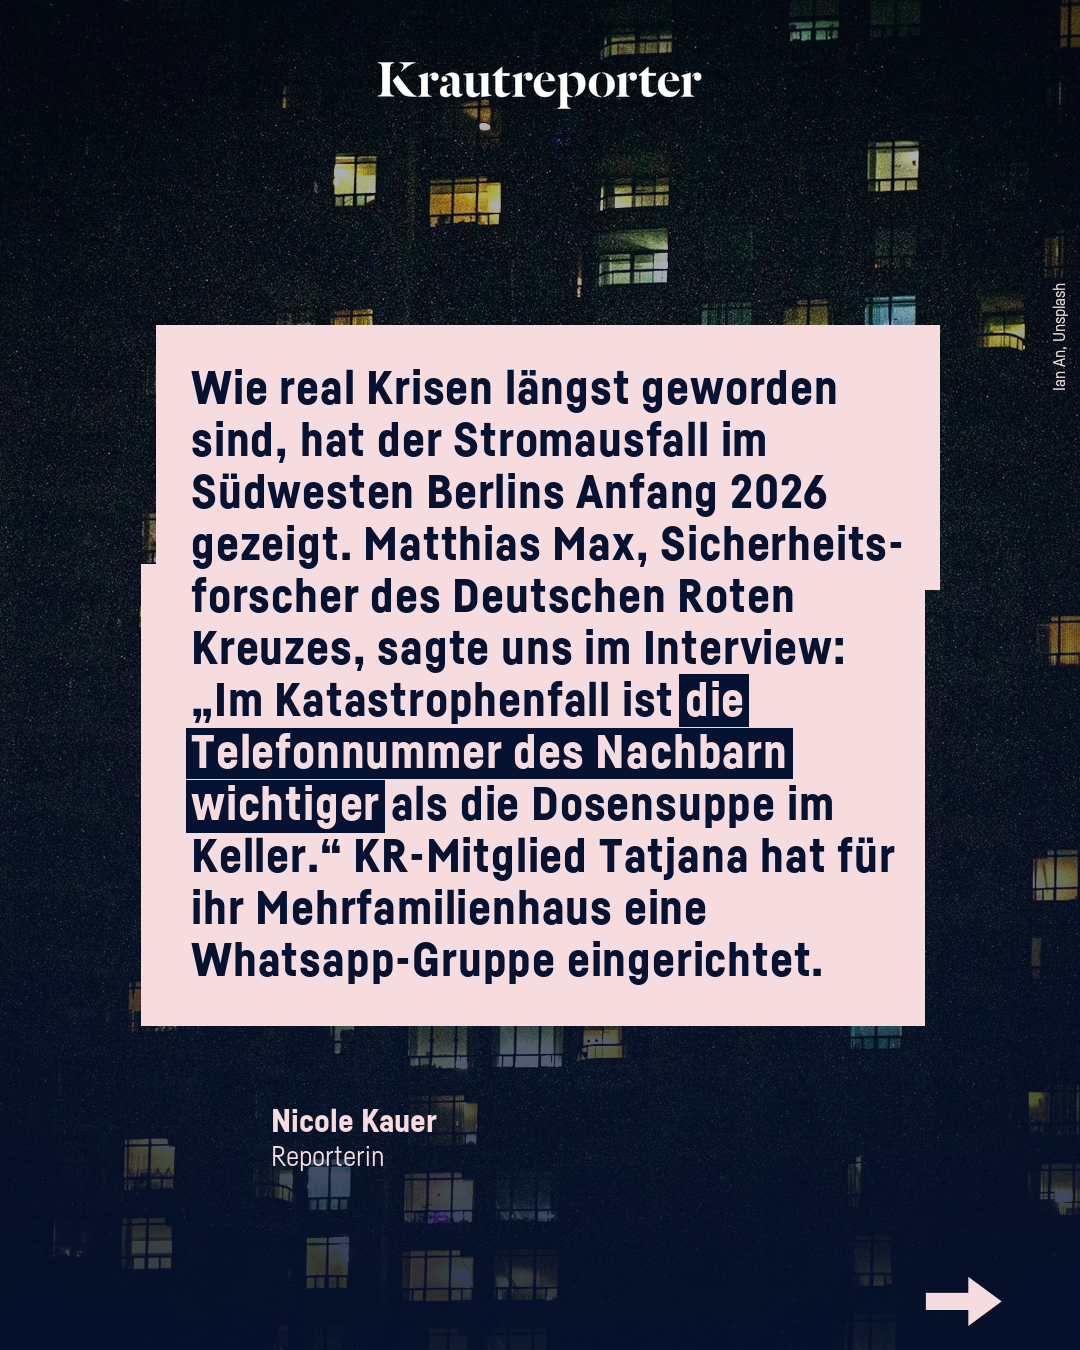 Krautreporter
Ian An, Unsplash
Wie real Krisen längst geworden
sind, hat der Stromausfall im
Südwesten Berlins Anfang 2026
gezeigt. Matthias Max, Sicherheits-
forscher des Deutschen Roten
Kreuzes, sagte uns im Interview:
„Im Katastrophenfall ist die
Telefonnummer des Nachbarn
wichtiger als die Dosensuppe im
Keller.“ KR-Mitglied Tatjana hat für
ihr Mehrfamilienhaus eine
Whatsapp-Gruppe eingerichtet.
Nicole Kauer
Reporterin